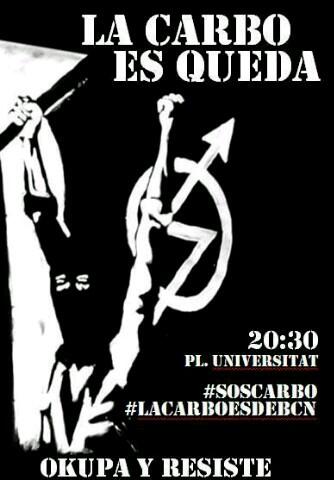 LA CARBO
ES QUEDA
20:30
PL. UNIVERSITAT
#SOSCARBO
#LACARBOESDEBCN
OKUPA Y RESISTE